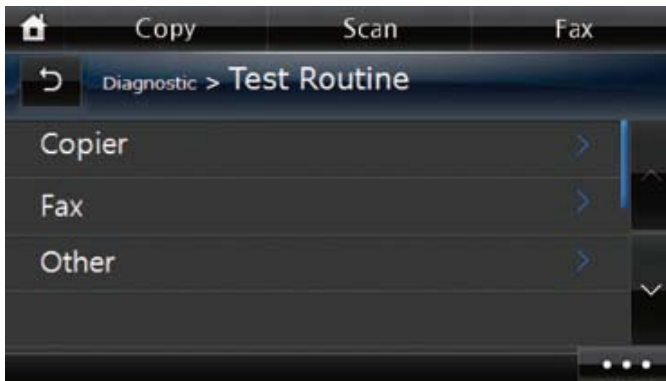 Copy Scan Fax
Diagnostic > Test Routine
Copier
Fax
Other